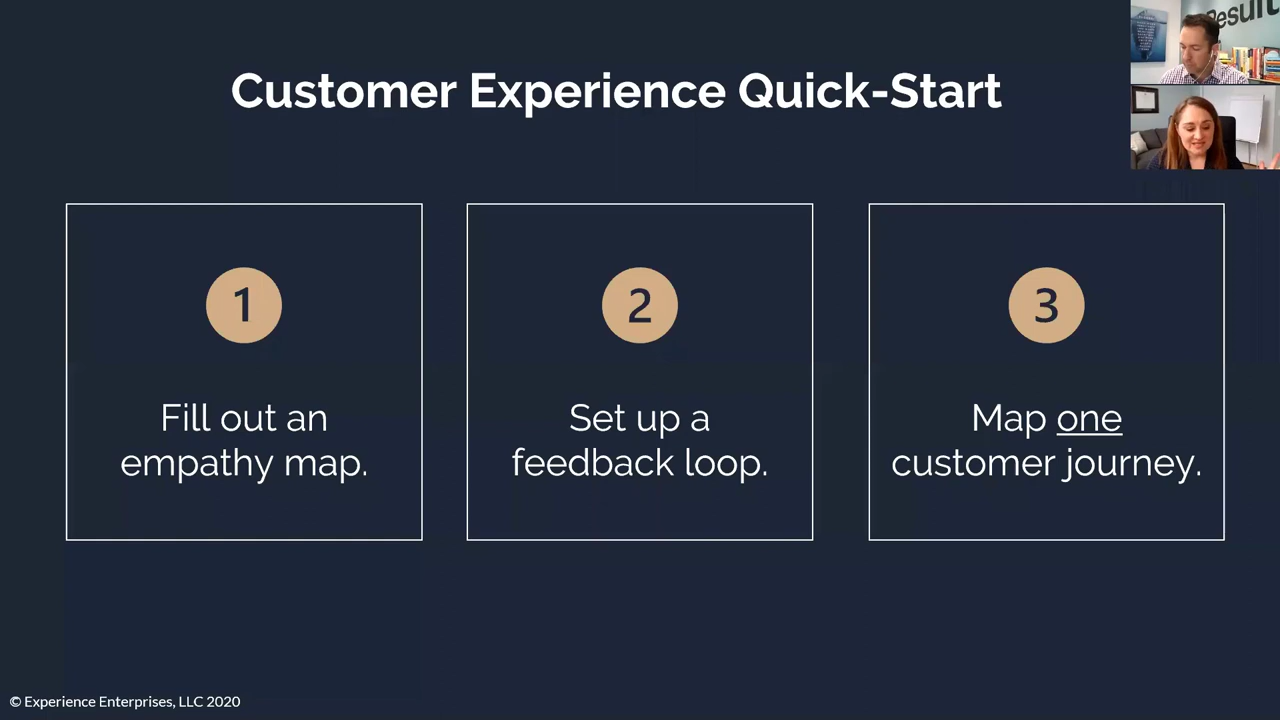 Customer Experience Quick-Start
1
Fill out an
empathy map.
2
Set up a
feedback loop.
3
Map one
customer journey.
© Experience Enterprises, LLC 2020